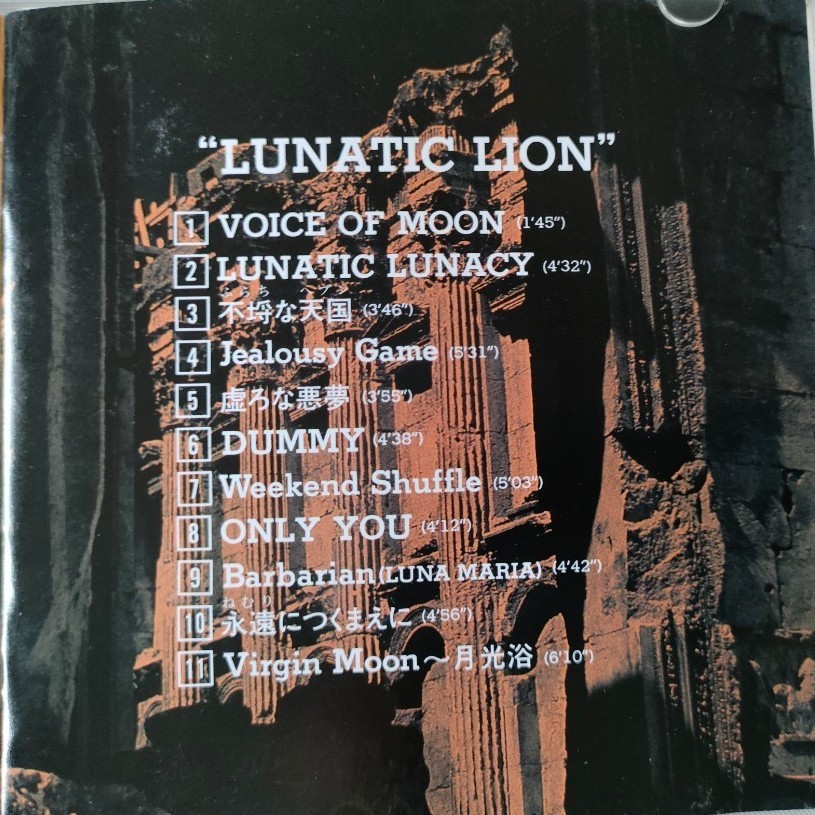 “LUNATIC LION”
1 VOICE OF MOON (1'45")
2 LUNATIC LUNACY (4'32")
ふらち ヘブン
3 不埒な天国 (3'46")
4 Jealousy Game (5'31")
5 虚ろな悪夢 (3'55")
6 DUMMY (4'38")
7 Weekend Shuffle (5'03")
8 ONLY YOU (4'12")
9 Barbarian (LUNA MARIA) (4'42")
ねむり
10 永遠につくまえに (4'56")
11 Virgin Moon～月光浴 (6'10")